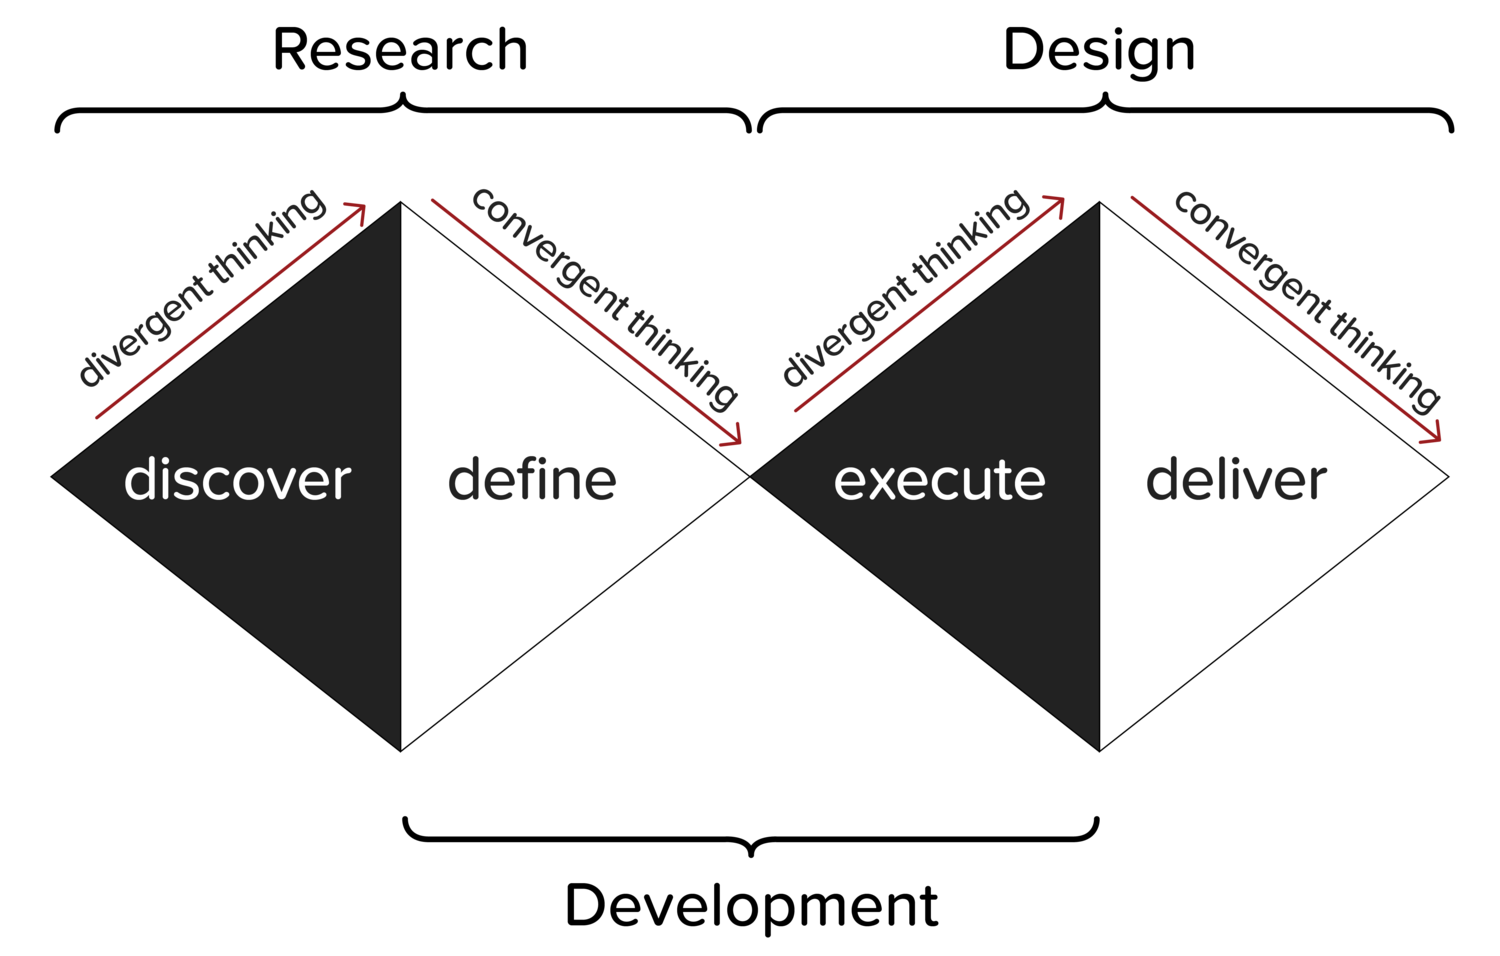 Research
Design
divergent thinking
convergent thinking
divergent thinking
convergent thinking
discover
define
execute
deliver
Development